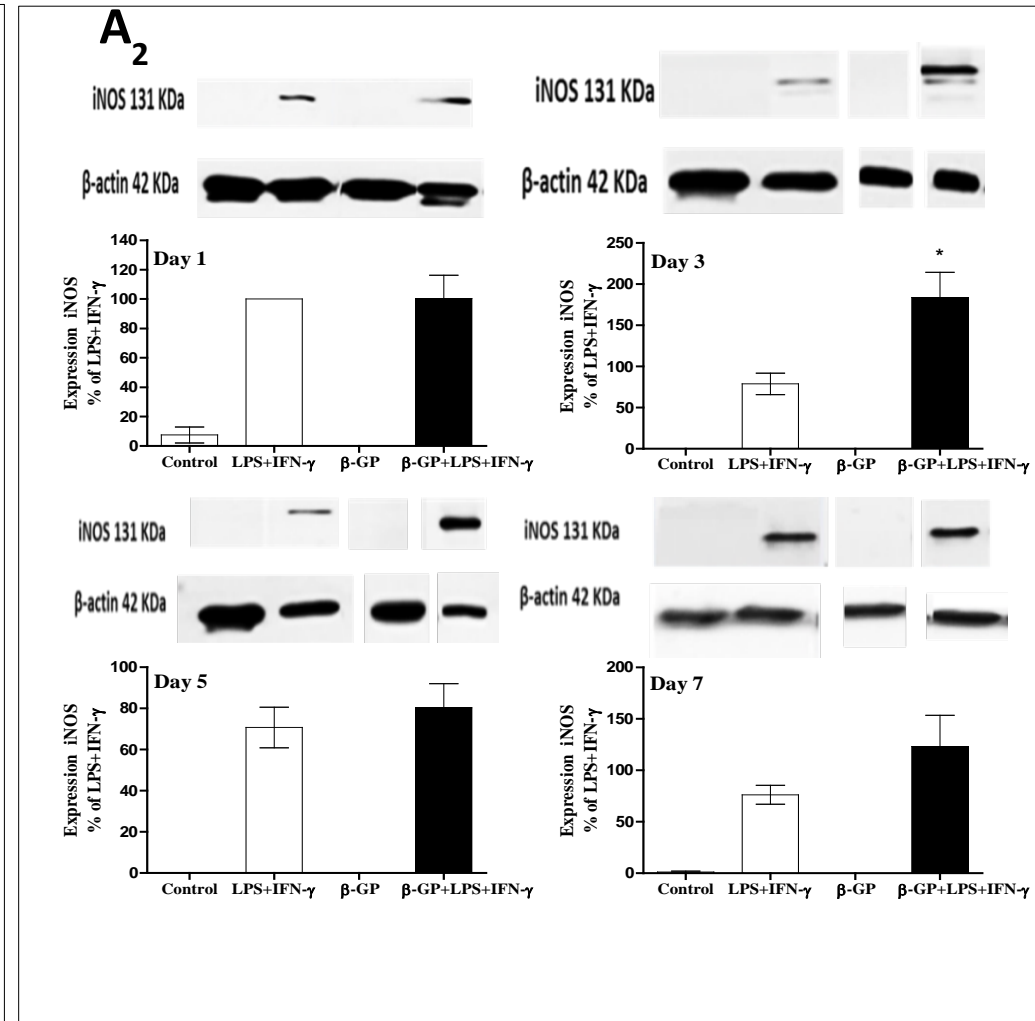 A2
iNOS 131 KDa
β-actin 42 KDa
Expression iNOS
% of LPS+IFN-γ
140
120
100
80
60
40
20
0
Day 1
Control LPS+IFN-γ β-GP β-GP+LPS+IFN-γ
iNOS 131 KDa
β-actin 42 KDa
Expression iNOS
% of LPS+IFN-γ
250
200
150
100
50
0
Day 3
*
Control LPS+IFN-γ β-GP β-GP+LPS+IFN-γ
iNOS 131 KDa
β-actin 42 KDa
Expression iNOS
% of LPS+IFN-γ
100
80
60
40
20
0
Day 5
Control LPS+IFN-γ β-GP β-GP+LPS+IFN-γ
iNOS 131 KDa
β-actin 42 KDa
Expression iNOS
% of LPS+IFN-γ
200
150
100
50
0
Day 7
Control LPS+IFN-γ β-GP β-GP+LPS+IFN-γ